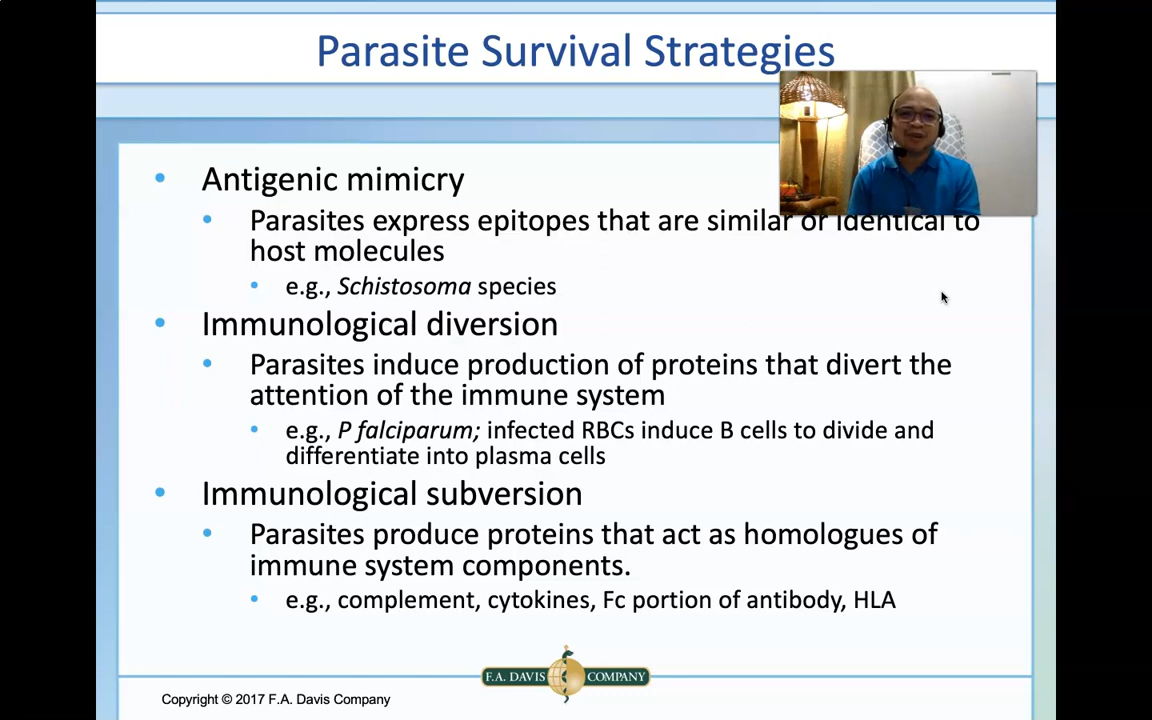 Parasite Survival Strategies
• Antigenic mimicry
• Parasites express epitopes that are similar or identical to
host molecules
• e.g., Schistosoma species
• Immunological diversion
• Parasites induce production of proteins that divert the
attention of the immune system
• e.g., P falciparum; infected RBCs induce B cells to divide and
differentiate into plasma cells
• Immunological subversion
• Parasites produce proteins that act as homologues of
immune system components.
• e.g., complement, cytokines, Fc portion of antibody, HLA
F.A. DAVIS COMPANY
Copyright © 2017 F.A. Davis Company